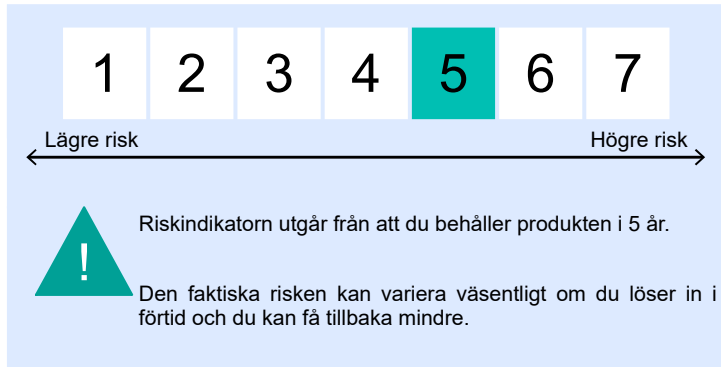 1 2 3 4 5 6 7
Lägre risk Högre risk
!
Riskindikatorn utgår från att du behåller produkten i 5 år.
Den faktiska risken kan variera väsentligt om du löser in i
förtid och du kan få tillbaka mindre.